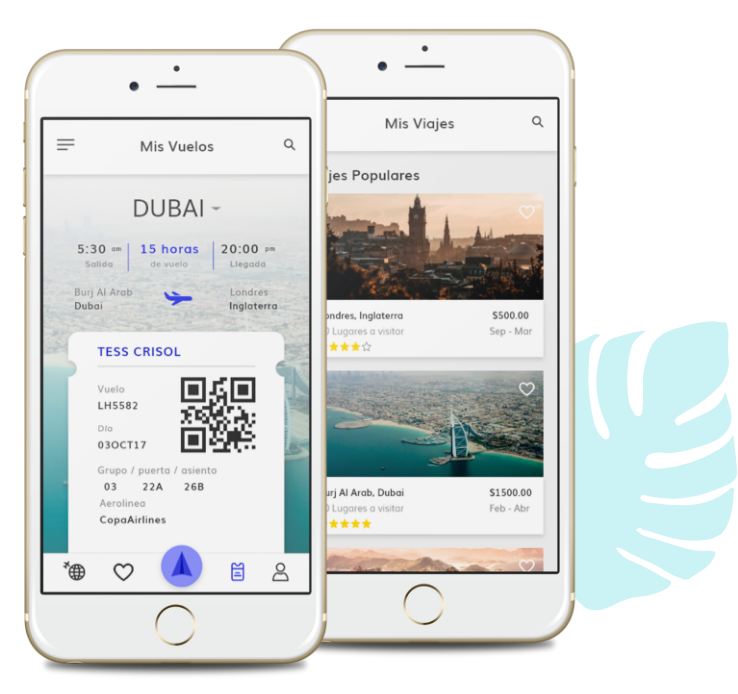 Mis Vuelos
DUBAI
5:30 am 15 horas 20:00 pm
Salida de vuelo Llegada
Burj Al Arab Londres
Dubai Inglaterra
TESS CRISOL
Vuelo
LH5582
Día
03OCT17
Grupo / puerta / asiento
03 22A 26B
Aerolinea
CopaAirlines
Mis Viajes
jes Populares
ondres, Inglaterra $500.00
0 Lugares a visitar Sep - Mar
urj Al Arab, Dubai $1500.00
0 Lugares a visitar Feb - Abr